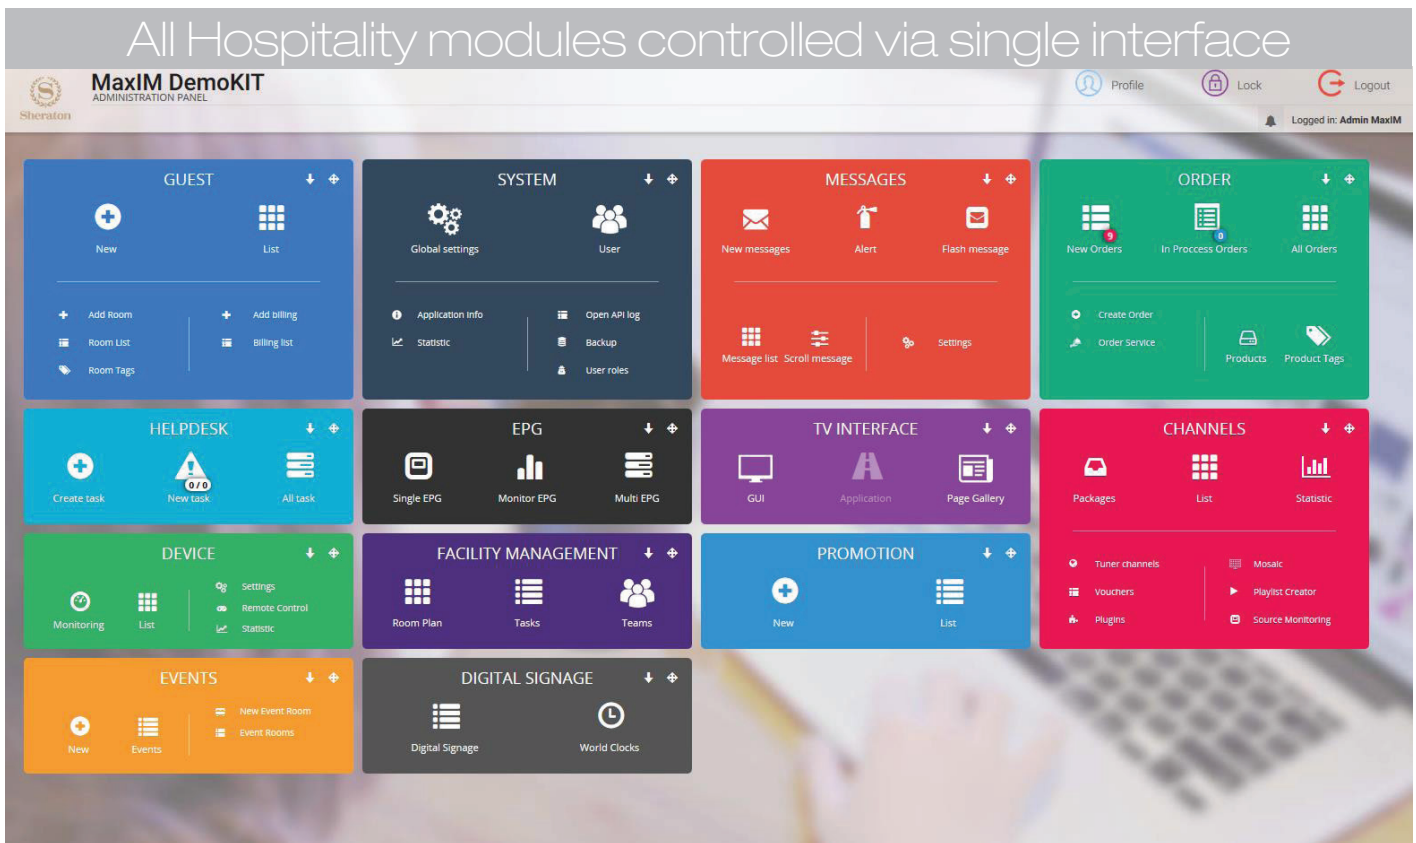 All Hospitality modules controlled via single interface
Sheraton
MaxIM DemoKIT
ADMINISTRATION PANEL
Profile
Lock
Logout
Logged in: Admin MaxIM
GUEST
New
List
Add Room
Add billing
Room List
Billing list
Room Tags
SYSTEM
Global settings
User
Application info
Open API log
Statistic
Backup
User roles
MESSAGES
New messages
Alert
Flash message
Message list
Scroll message
Settings
ORDER
9
0
New Orders
In Proccess Orders
All Orders
Create Order
Order Service
Products
Product Tags
HELPDESK
0 / 0
Create task
New task
All task
EPG
Single EPG
Monitor EPG
Multi EPG
TV INTERFACE
GUI
Application
Page Gallery
CHANNELS
Packages
List
Statistic
Tuner channels
Mosaic
Vouchers
Playlist Creator
Plugins
Source Monitoring
DEVICE
Monitoring
List
Settings
Remote Control
Statistic
FACILITY MANAGEMENT
Room Plan
Tasks
Teams
PROMOTION
New
List
EVENTS
New
Events
New Event Room
Event Rooms
DIGITAL SIGNAGE
Digital Signage
World Clocks